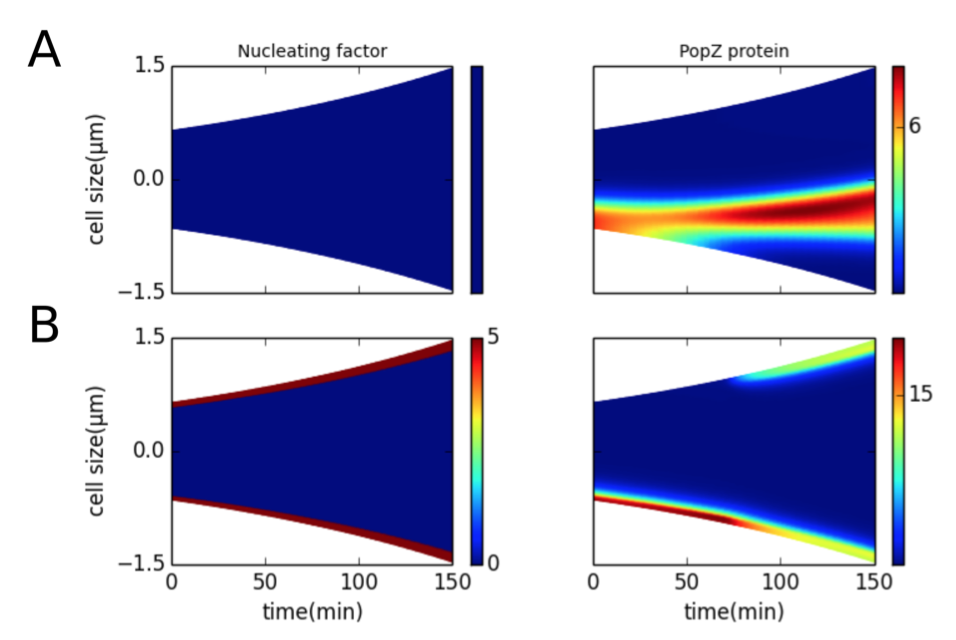 A
Nucleating factor
PopZ protein
1.5
0.0
−1.5
cell size(μm)
6
B
1.5
0.0
−1.5
cell size(μm)
5
0
15
0 50 100 150
0 50 100 150
time(min)
time(min)